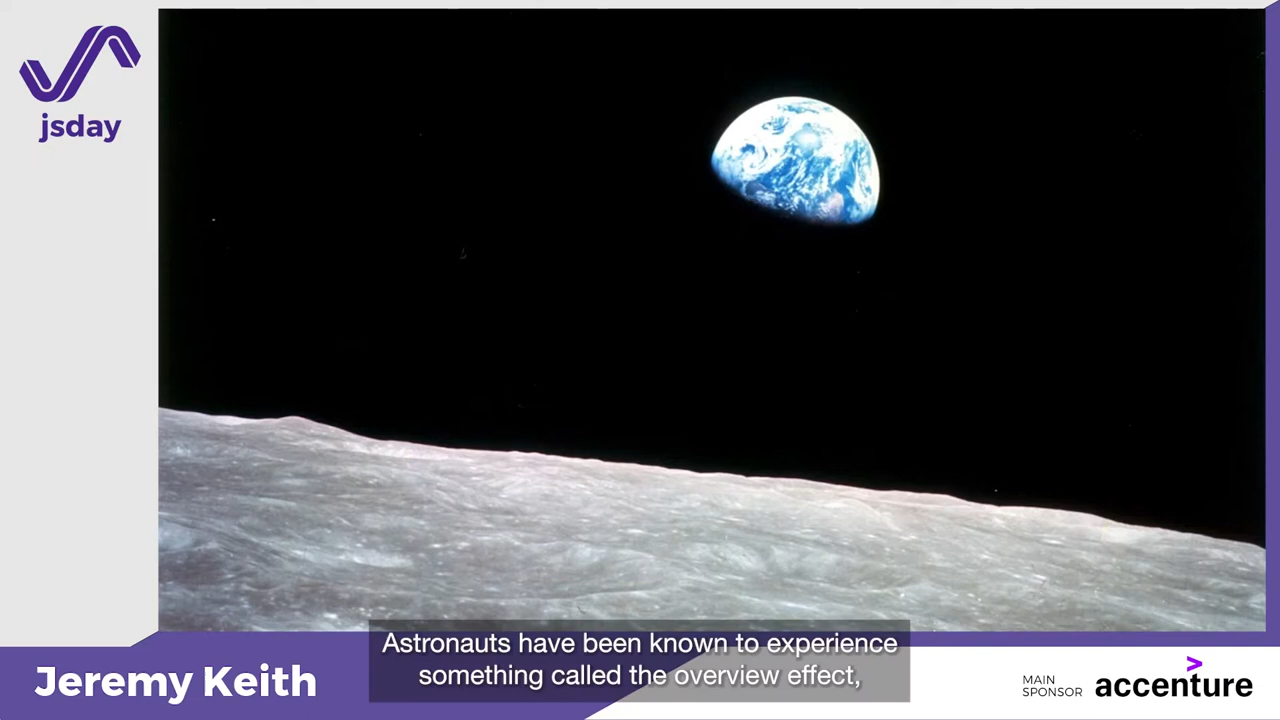 jsday
Astronauts have been known to experience
something called the overview effect,
Jeremy Keith
MAIN
SPONSOR
accenture